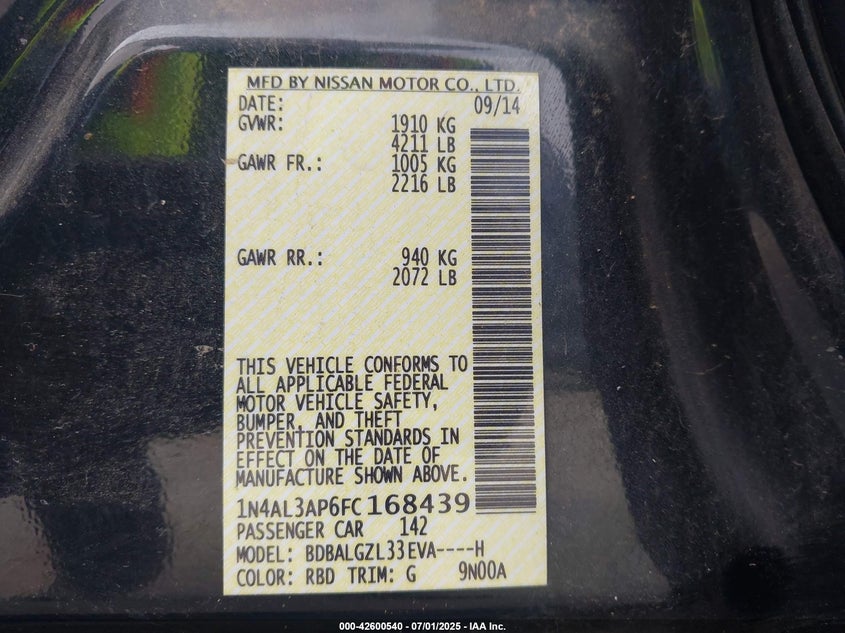 MFD BY NISSAN MOTOR CO., LTD.
DATE: 09/14
GVWR: 1910 KG
4211 LB
GAWR FR.: 1005 KG
2216 LB
GAWR RR.: 940 KG
2072 LB
THIS VEHICLE CONFORMS TO
ALL APPLICABLE FEDERAL
MOTOR VEHICLE SAFETY,
BUMPER, AND THEFT
PREVENTION STANDARDS IN
EFFECT ON THE DATE OF
MANUFACTURE SHOWN ABOVE.
1N4AL3AP6FC168439
PASSENGER CAR 142
MODEL: BDBALGZL33EVA----H
COLOR: RBD TRIM: G 9N00A
000-42600540 - 07/01/2025 - IAA Inc.